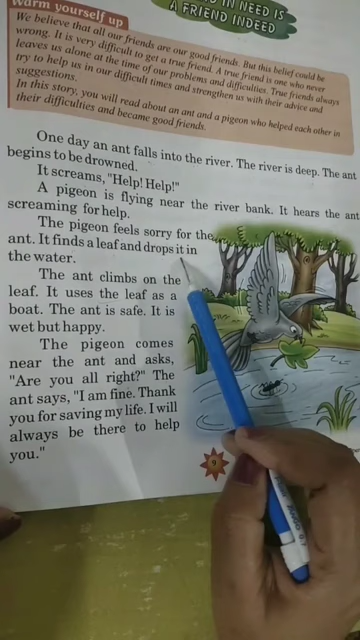 IN NEED IS
A FRIEND INDEED
Warm yourself up
We believe that all our friends are our good friends. But this belief could be
wrong. It is very difficult to get a true friend. A true friend is one who never
leaves us alone at the time of our problems and difficulties. True friends always
try to help us in our difficult times and strengthen us with their advice and
suggestions.
In this story, you will read about an ant and a pigeon who helped each other in
their difficulties and became good friends.
One day an ant falls into the river. The river is deep. The ant
begins to be drowned.
It screams, "Help! Help!"
A pigeon is flying near the river bank. It hears the ant
screaming for help.
The pigeon feels sorry for the
ant. It finds a leaf and drops it in
the water.
The ant climbs on the
leaf. It uses the leaf as a
boat. The ant is safe. It is
wet but happy.
The pigeon comes
near the ant and asks,
"Are you all right?" The
ant says, "I am fine. Thank
you for saving my life. I will
always be there to help
you."
9